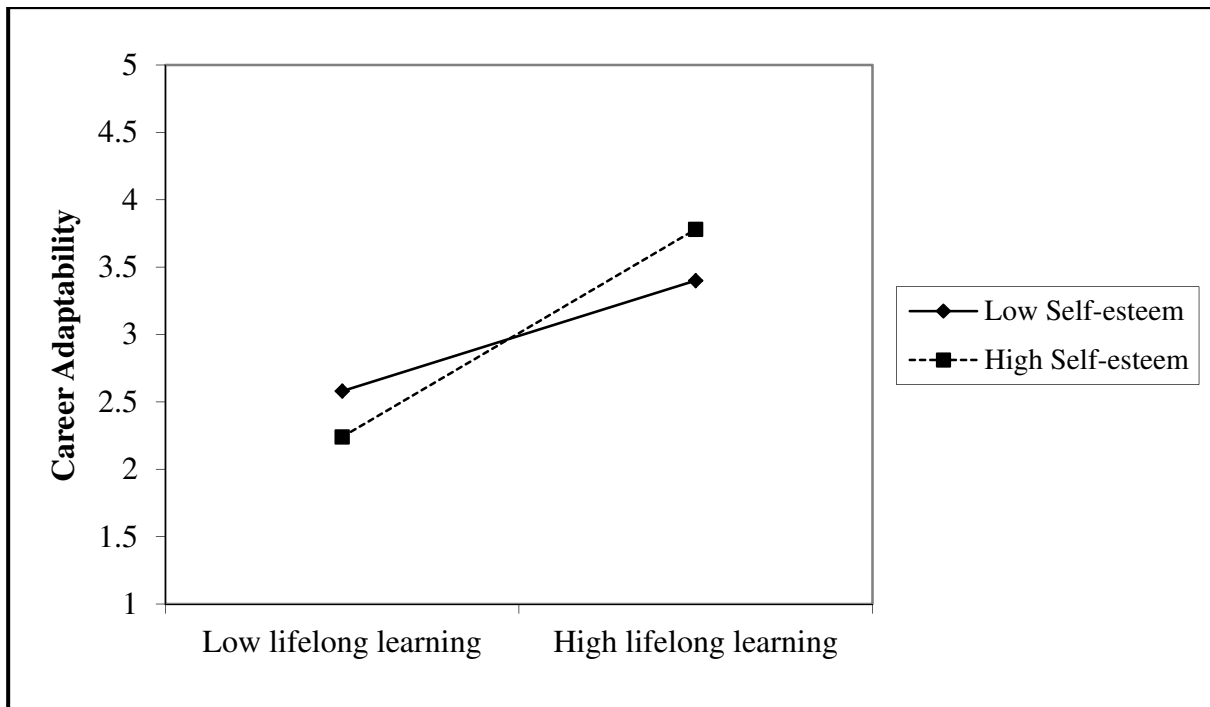 5
4.5
4
3.5
3
2.5
2
1.5
1
Career Adaptability
Low lifelong learning
High lifelong learning
Low Self-esteem
High Self-esteem